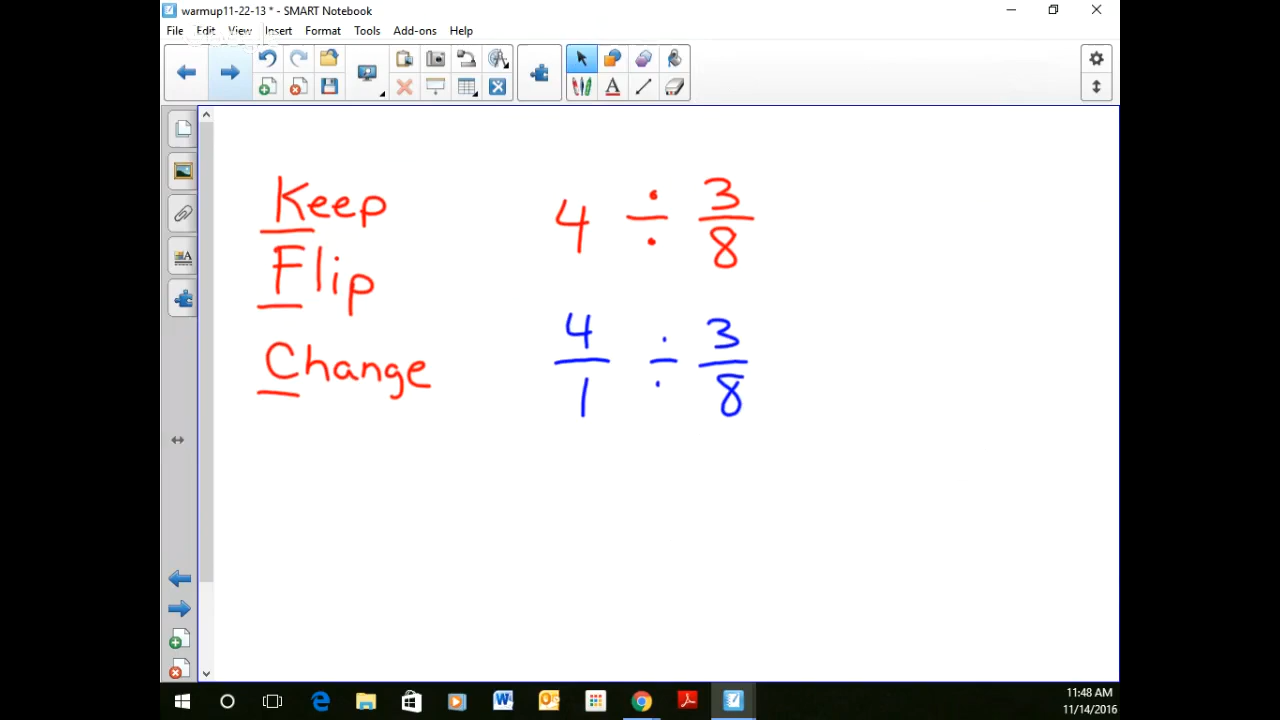 warmup11-22-13 * - SMART Notebook
File Edit View Insert Format Tools Add-ons Help
Keep
Flip
Change
4 ÷ 3/8
4/1 ÷ 3/8
11:48 AM
11/14/2016